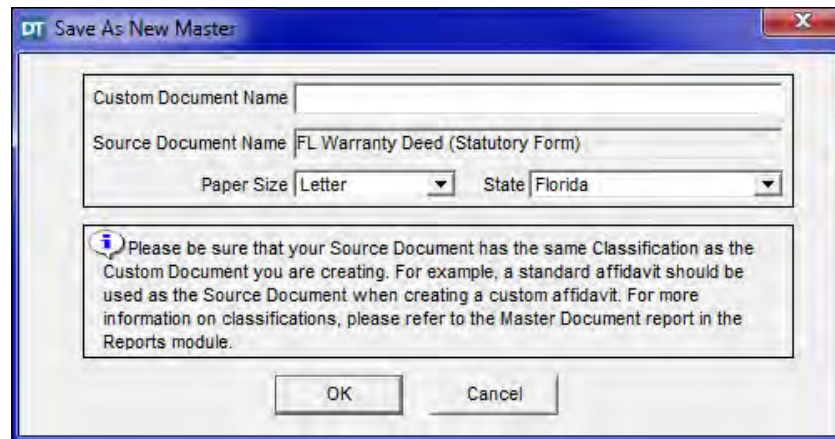 DT Save As New Master
Custom Document Name
Source Document Name FL Warranty Deed (Statutory Form)
Paper Size Letter State Florida
Please be sure that your Source Document has the same Classification as the
Custom Document you are creating. For example, a standard affidavit should be
used as the Source Document when creating a custom affidavit. For more
information on classifications, please refer to the Master Document report in the
Reports module.
OK Cancel